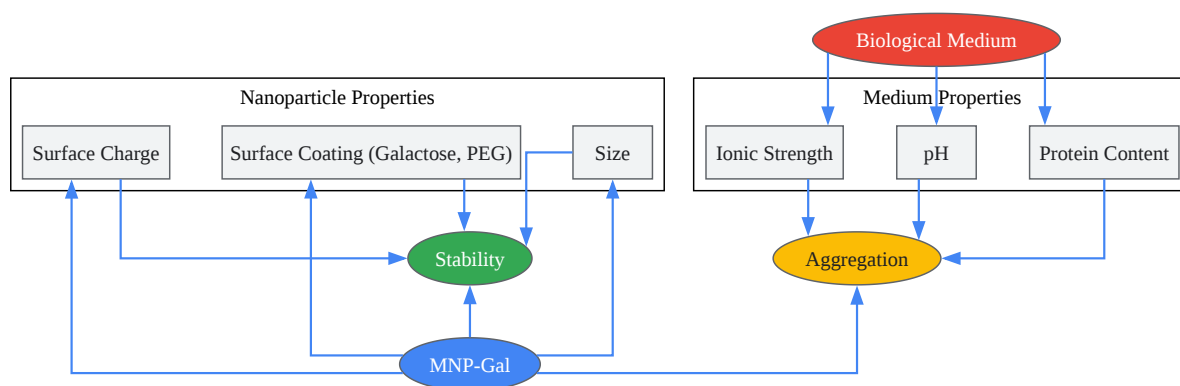 Biological Medium
Nanoparticle Properties
Medium Properties
Surface Charge
Surface Coating (Galactose, PEG)
Size
Ionic Strength
pH
Protein Content
Stability
Aggregation
MNP-Gal